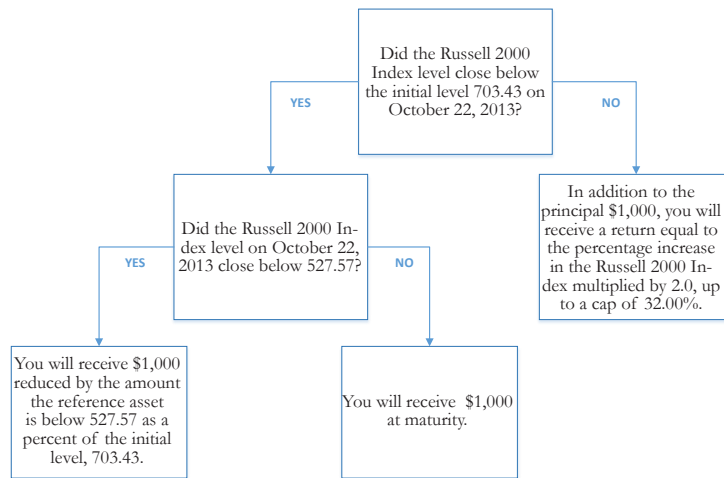 Did the Russell 2000
Index level close below
the initial level 703.43 on
October 22, 2013?
YES
NO
Did the Russell 2000 In-
dex level on October 22,
2013 close below 527.57?
In addition to the
principal $1,000, you will
receive a return equal to
the percentage increase
in the Russell 2000 In-
dex multiplied by 2.0, up
to a cap of 32.00%.
YES
NO
You will receive $1,000
reduced by the amount
the reference asset
is below 527.57 as a
percent of the initial
level, 703.43.
You will receive $1,000
at maturity.